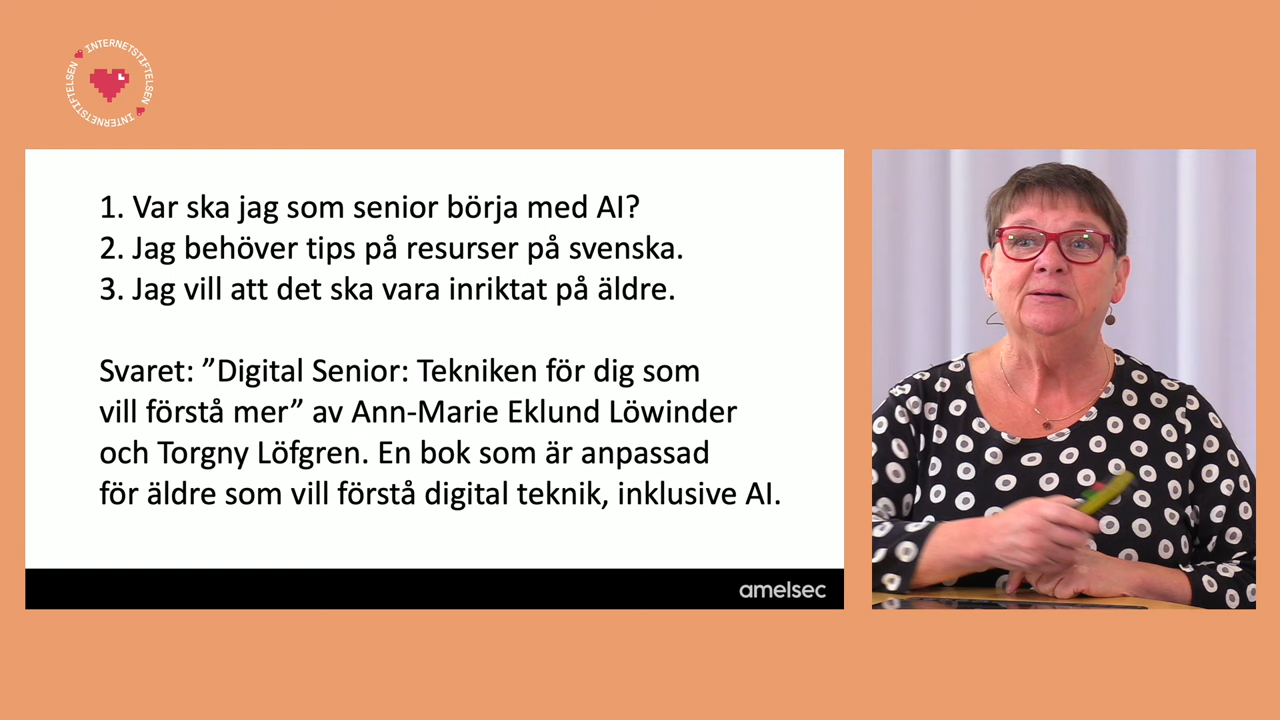 INTERNETSTIFTELSEN
INTERNETSTIFTELSEN
1. Var ska jag som senior börja med AI?
2. Jag behöver tips på resurser på svenska.
3. Jag vill att det ska vara inriktat på äldre.
Svaret: ”Digital Senior: Tekniken för dig som
vill förstå mer” av Ann-Marie Eklund Löwinder
och Torgny Löfgren. En bok som är anpassad
för äldre som vill förstå digital teknik, inklusive AI.
amelsec